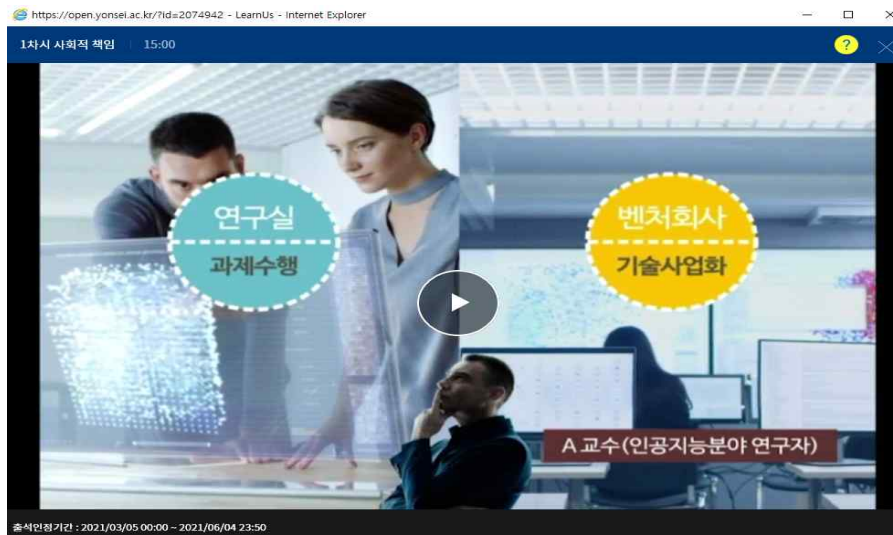 https://open.yonsei.ac.kr/?id=2074942 - LearnUs - Internet Explorer
1차시 사회적 책임 15:00
?
연구실
과제수행
벤처회사
기술사업화
A 교수(인공지능분야 연구자)
출석인정기간 : 2021/03/05 00:00 ~ 2021/06/04 23:50